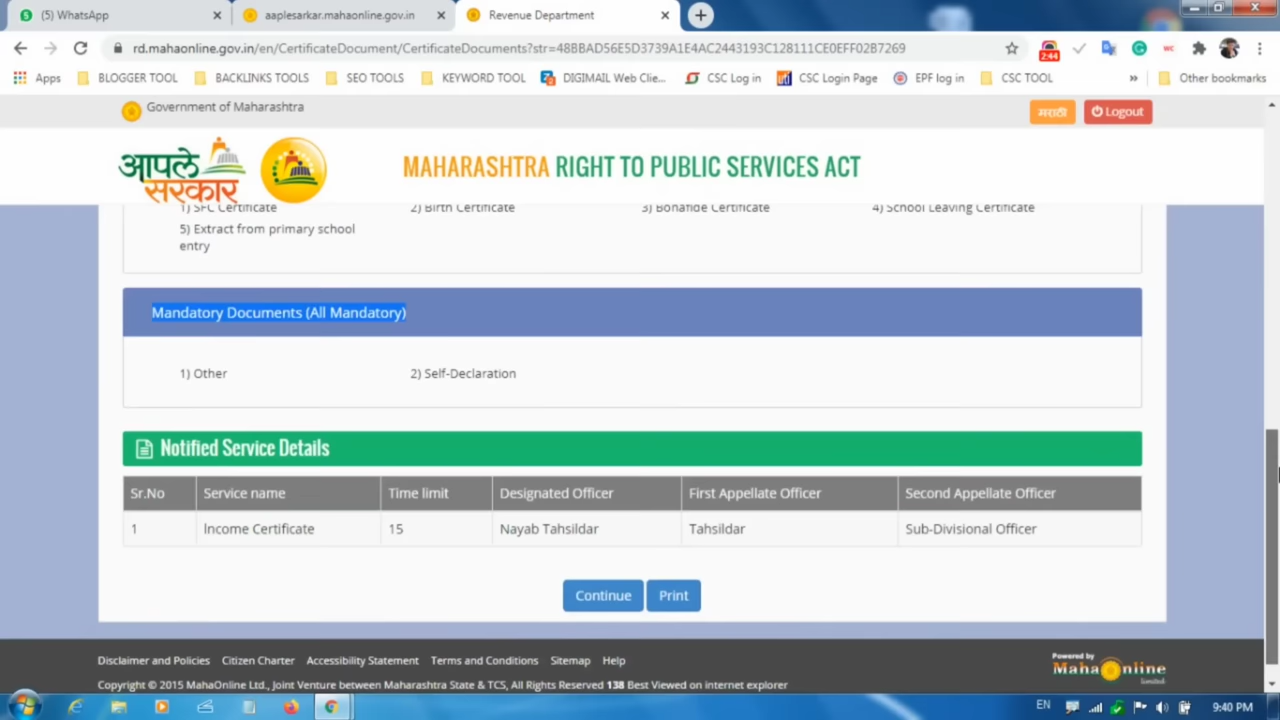 (5) WhatsApp
aaplesarkar.mahaonline.gov.in
Revenue Department
rd.mahaonline.gov.in/en/CertificateDocument/CertificateDocuments?str=48BBAD56E5D3739A1E4AC2443193C128111CE0EFF02B7269
2:44
Apps BLOGGER TOOL BACKLINKS TOOLS SEO TOOLS KEYWORD TOOL DIGIMAIL Web Clie... CSC Log in CSC Login Page EPF log in CSC TOOL » Other bookmarks
Government of Maharashtra
मराठी Logout
आपले सरकार
MAHARASHTRA RIGHT TO PUBLIC SERVICES ACT
1) SFC Certificate 2) Birth Certificate 3) Bonafide Certificate 4) School Leaving Certificate
5) Extract from primary school
entry
Mandatory Documents (All Mandatory)
1) Other 2) Self-Declaration
Notified Service Details
Sr.No Service name Time limit Designated Officer First Appellate Officer Second Appellate Officer
1 Income Certificate 15 Nayab Tahsildar Tahsildar Sub-Divisional Officer
Continue Print
Disclaimer and Policies Citizen Charter Accessibility Statement Terms and Conditions Sitemap Help
Powered by
MahaOnline
Limited
Copyright © 2015 MahaOnline Ltd., Joint Venture between Maharashtra State & TCS, All Rights Reserved 138 Best Viewed on internet explorer
EN 9:40 PM